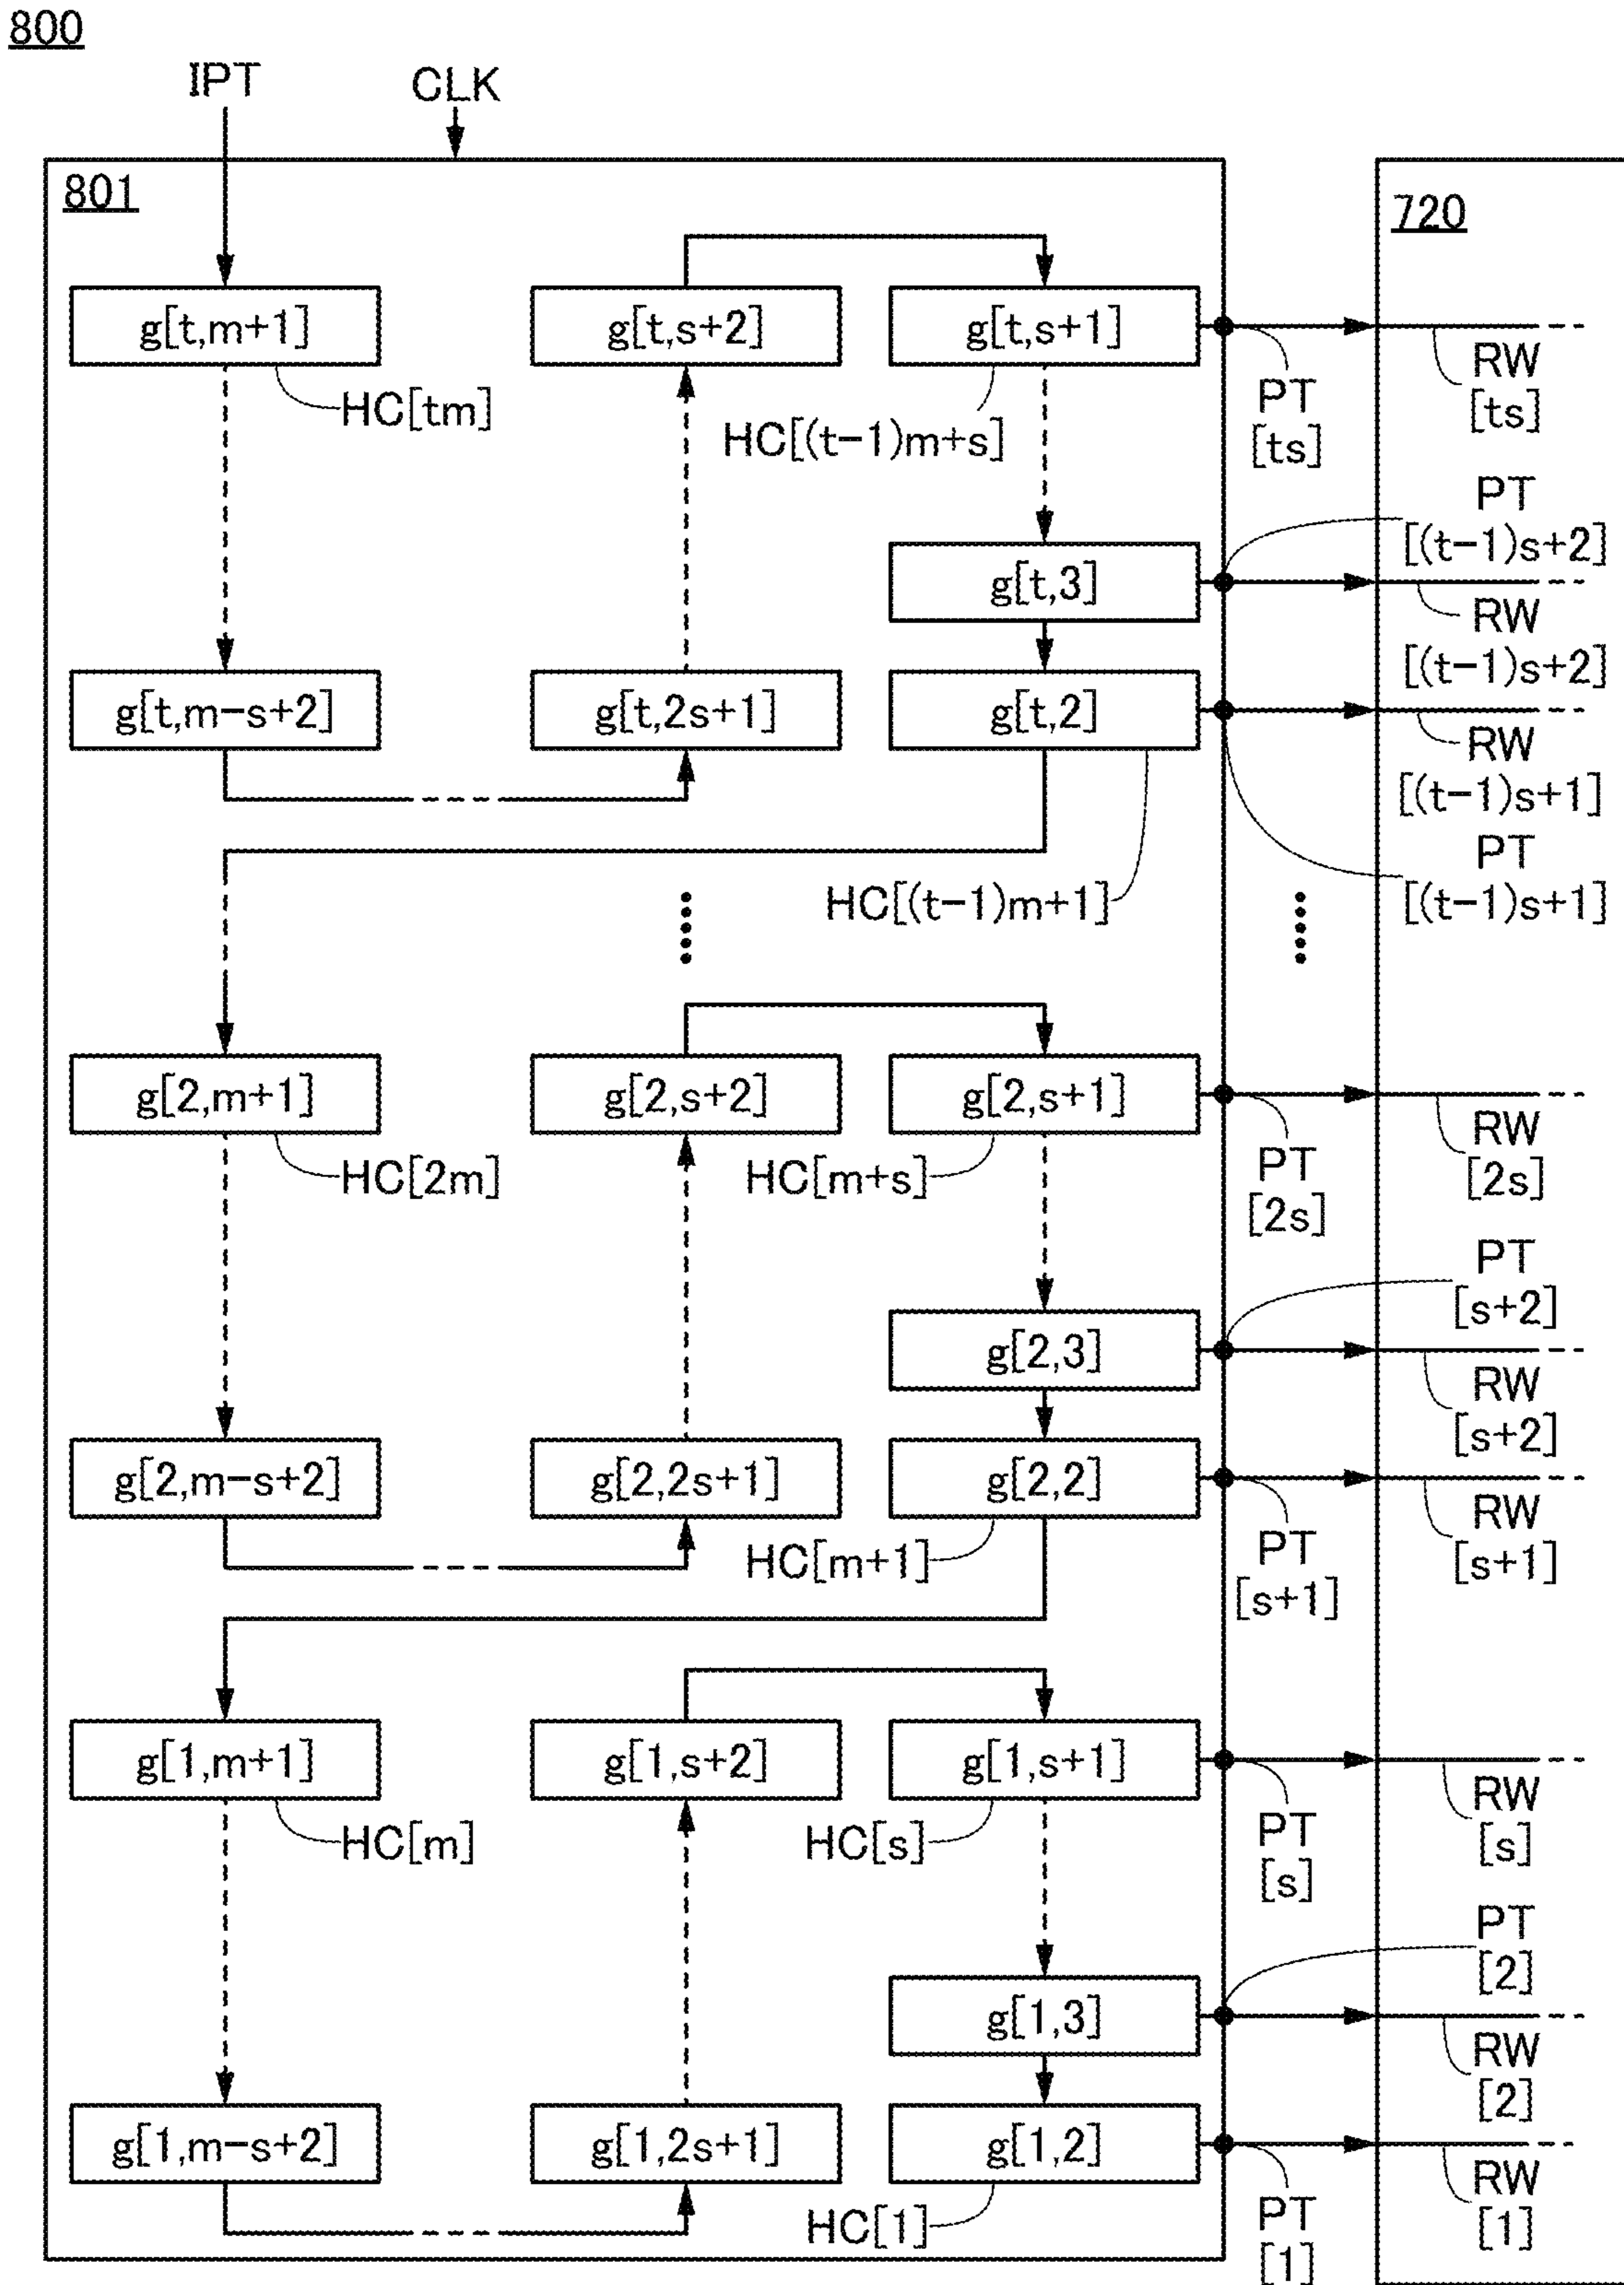 800
IPT
CLK
801
720
g[t,m+1]
g[t,s+2]
g[t,s+1]
HC[tm]
HC[(t−1)m+s]
PT
[ts]
RW
[ts]
PT
[(t−1)s+2]
g[t,3]
RW
[(t−1)s+2]
g[t,m−s+2]
g[t,2s+1]
g[t,2]
RW
[(t−1)s+1]
PT
[(t−1)s+1]
HC[(t−1)m+1]
g[2,m+1]
g[2,s+2]
g[2,s+1]
HC[2m]
HC[m+s]
PT
[2s]
RW
[2s]
PT
[s+2]
g[2,3]
RW
[s+2]
g[2,m−s+2]
g[2,2s+1]
g[2,2]
HC[m+1]
PT
[s+1]
RW
[s+1]
g[1,m+1]
g[1,s+2]
g[1,s+1]
HC[m]
HC[s]
PT
[s]
RW
[s]
PT
[2]
g[1,3]
RW
[2]
g[1,m−s+2]
g[1,2s+1]
g[1,2]
HC[1]
PT
[1]
RW
[1]